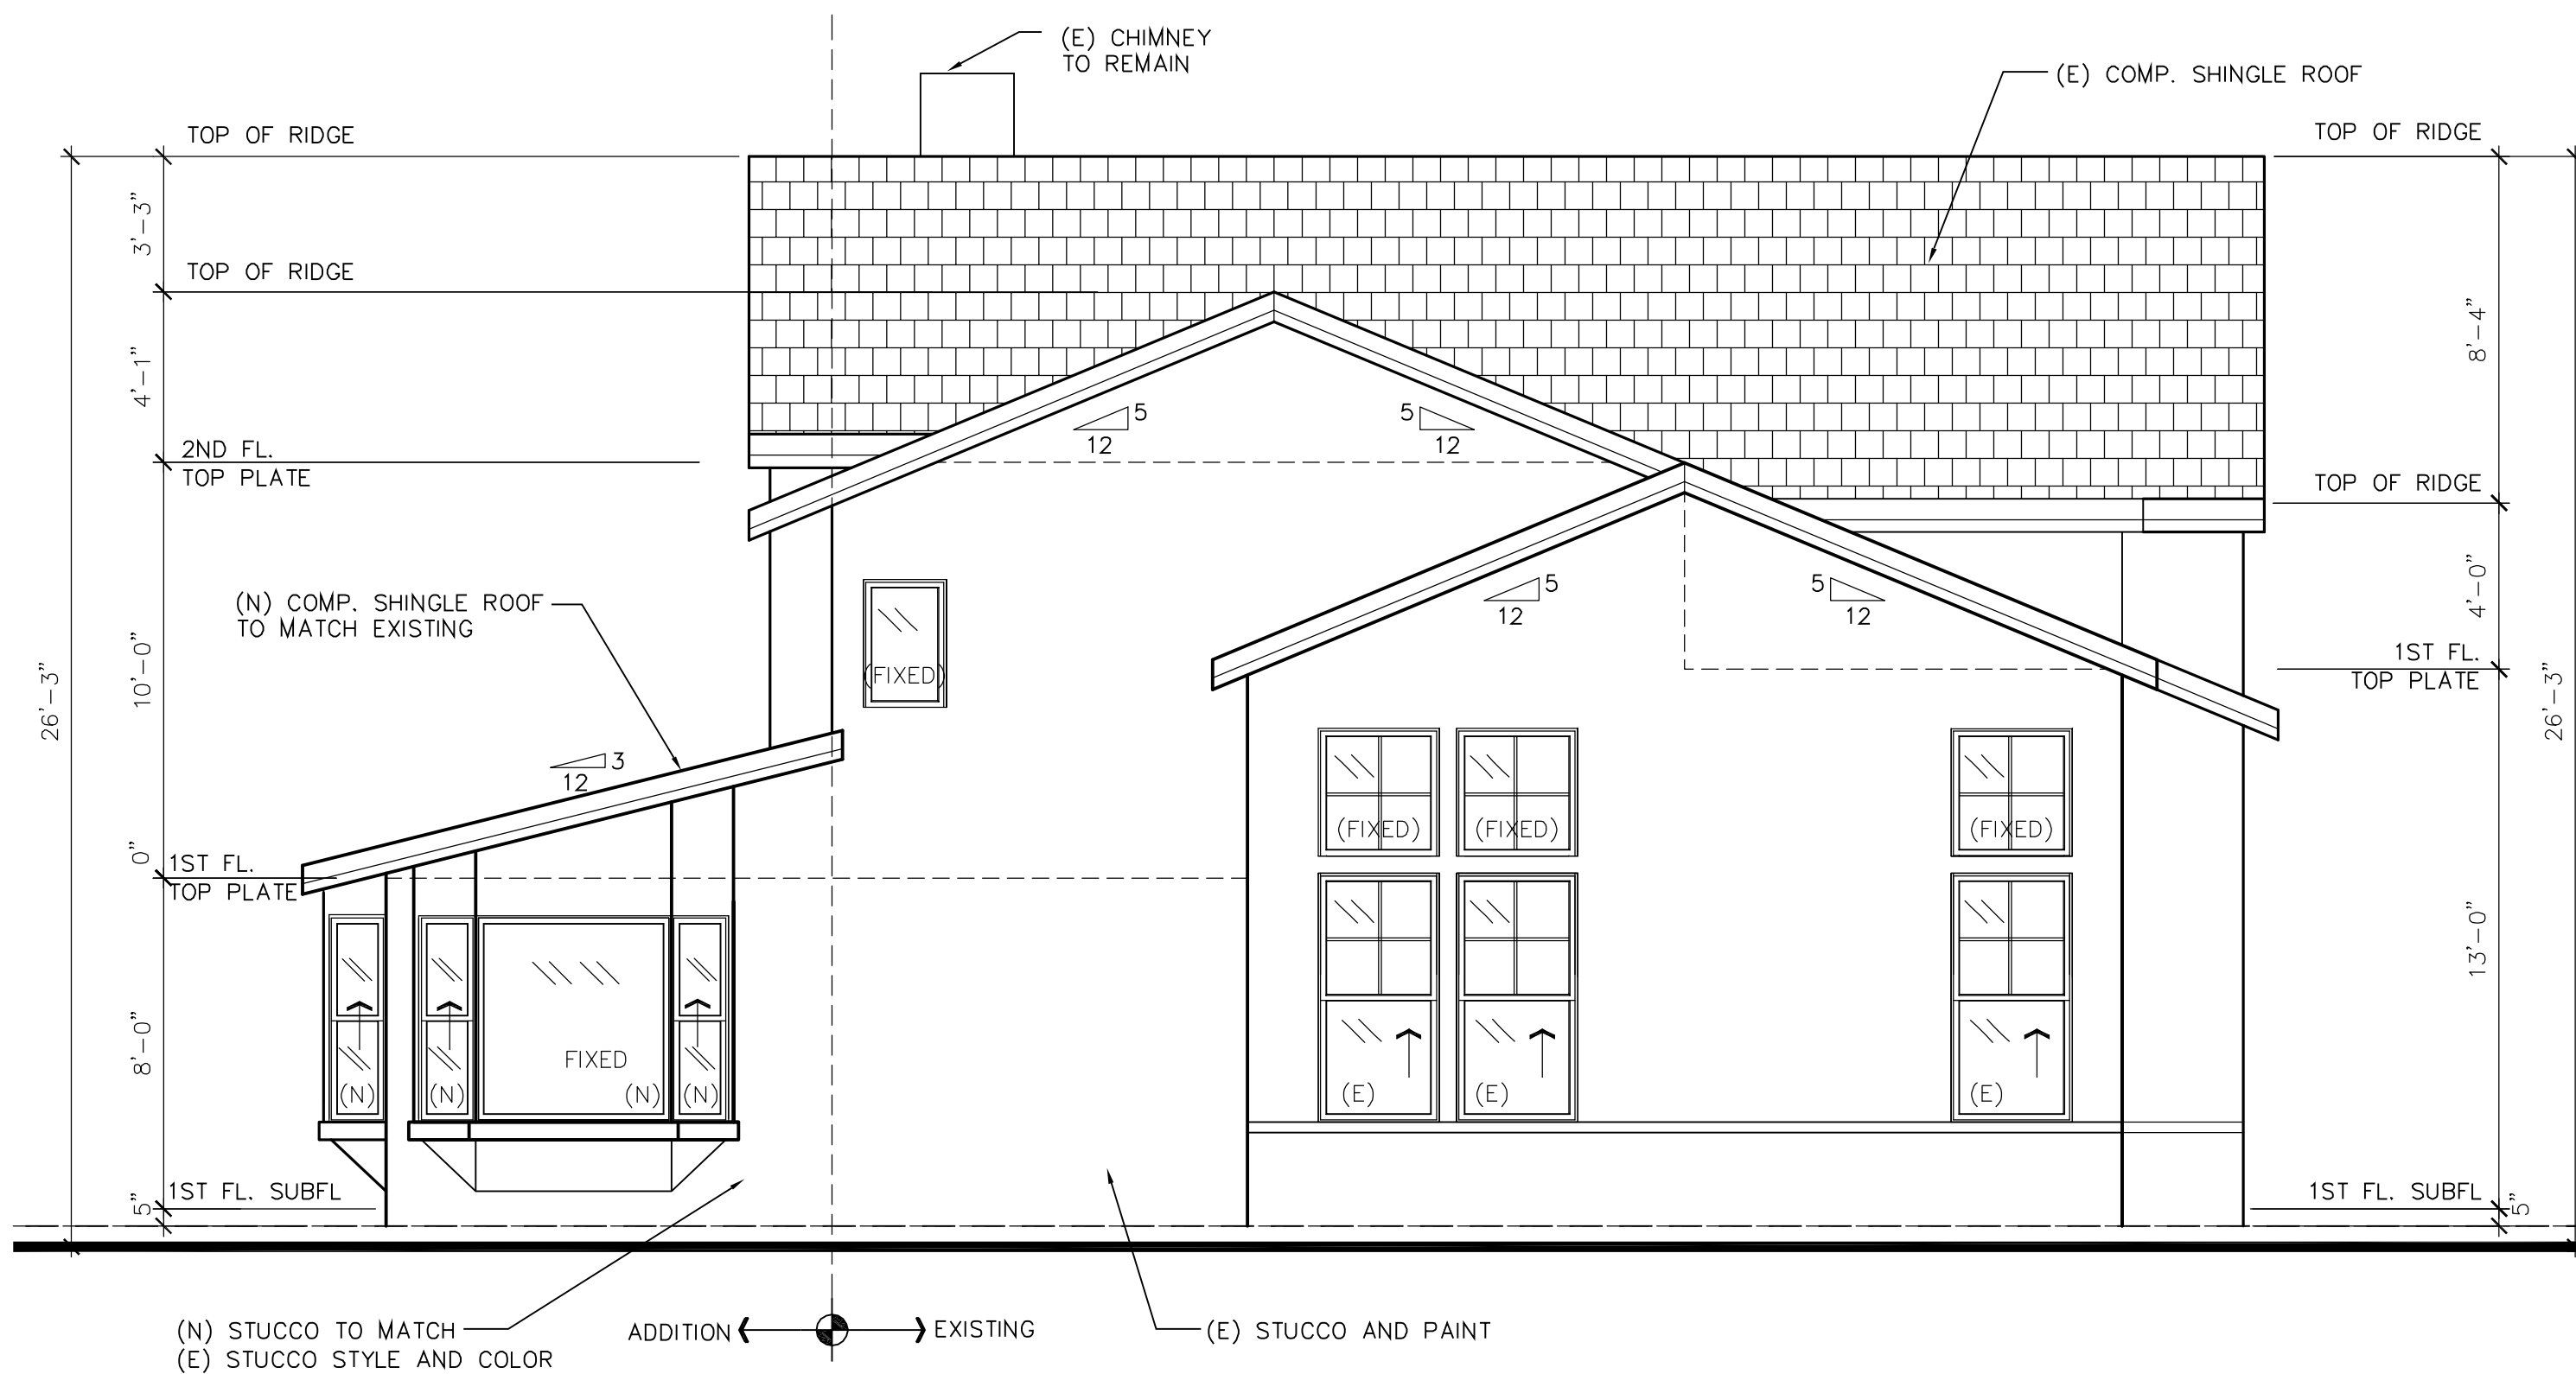 (E) CHIMNEY
TO REMAIN
(E) COMP. SHINGLE ROOF
TOP OF RIDGE
TOP OF RIDGE
3'-3"
TOP OF RIDGE
8'-4"
4'-1"
5
12
5
12
2ND FL.
TOP PLATE
TOP OF RIDGE
5
12
5
12
4'-0"
(N) COMP. SHINGLE ROOF
TO MATCH EXISTING
10'-0"
(FIXED)
26'-3"
1ST FL.
TOP PLATE
26'-3"
3
12
(FIXED)
(FIXED)
(FIXED)
0"
1ST FL.
TOP PLATE
13'-0"
8'-0"
FIXED
(N)
(N)
(N)
(N)
(E)
(E)
(E)
5"
1ST FL. SUBFL
1ST FL. SUBFL
5"
(N) STUCCO TO MATCH
(E) STUCCO STYLE AND COLOR
ADDITION
EXISTING
(E) STUCCO AND PAINT